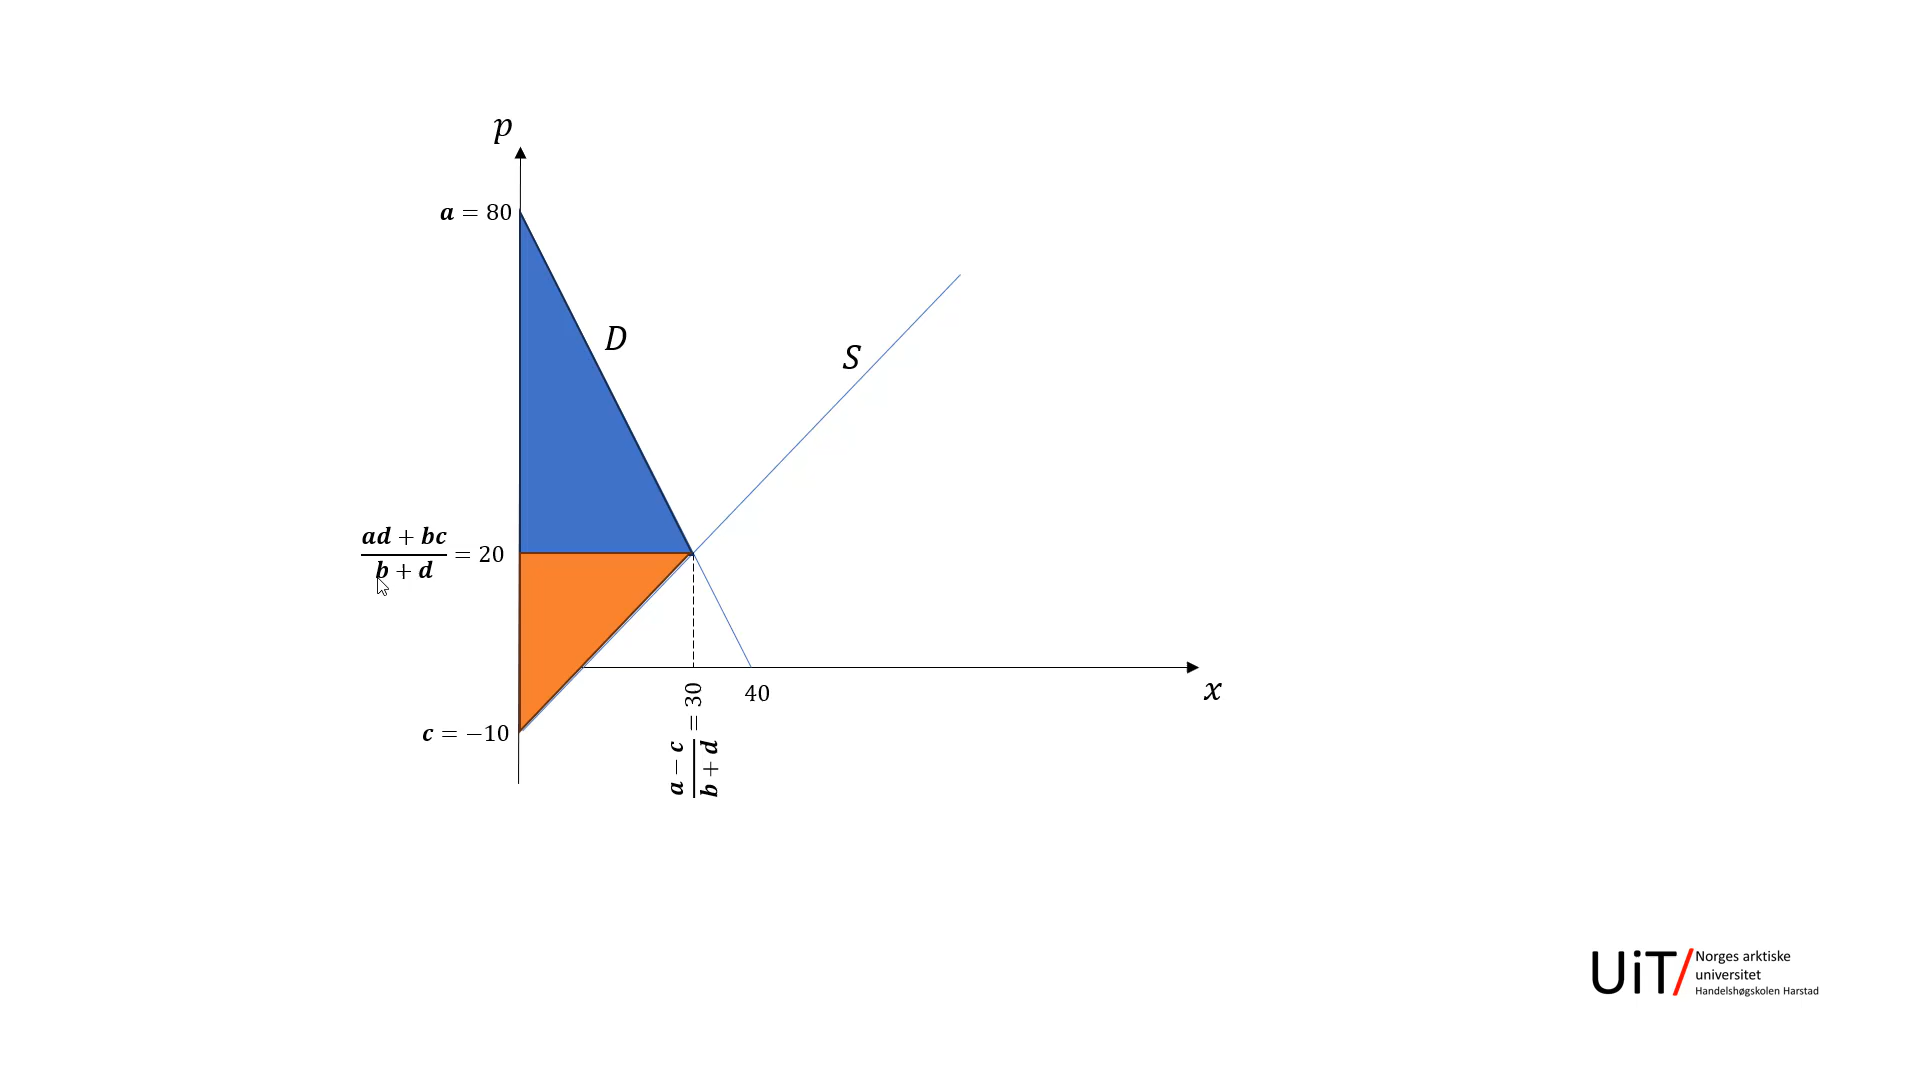 p
a = 80
D
S
ad + bc
b + d
= 20
x
40
a − c
b + d
= 30
c = −10
UiT/ Norges arktiske
universitet
Handelshøgskolen Harstad